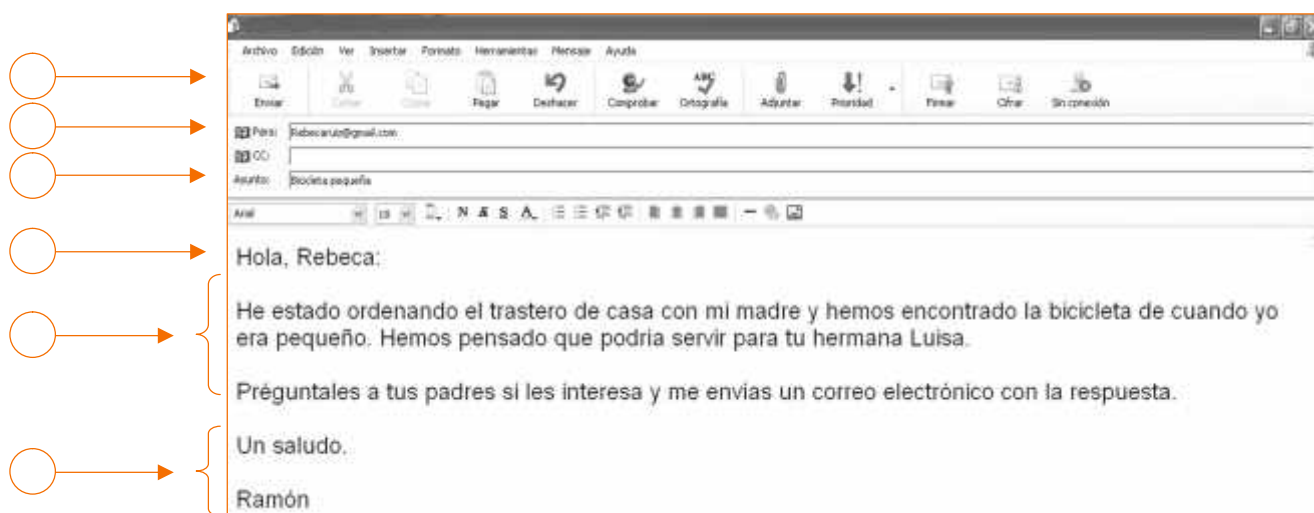 Archivo Edición Ver Insertar Formato Herramientas Mensaje Ayuda
Enviar Cortar Copiar Pegar Deshacer Comprobar Ortografía Adjuntar Prioridad Firmar Cifrar Sin conexión
Para: Rebecaruiz@gmail.com
CC:
Asunto: Bicicleta pequeña
Arial 10 N K S A
Hola, Rebeca:
He estado ordenando el trastero de casa con mi madre y hemos encontrado la bicicleta de cuando yo
era pequeño. Hemos pensado que podría servir para tu hermana Luisa.
Préguntales a tus padres si les interesa y me envías un correo electrónico con la respuesta.
Un saludo.
Ramón